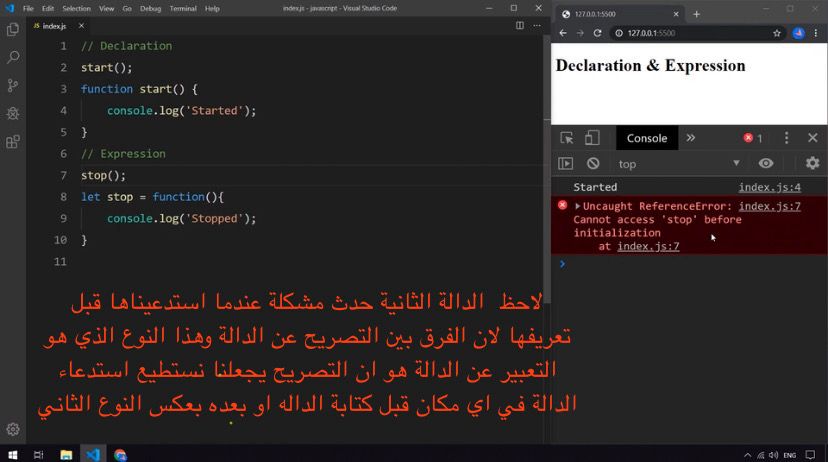 File Edit Selection View Go Run Debug Terminal Help
index.js - javascript - Visual Studio Code
JS index.js ×
1 // Declaration
2 start();
3 function start() {
4 console.log('Started');
5 }
6 // Expression
7 stop();
8 let stop = function(){
9 console.log('Stopped');
10 }
11
لاحظ الدالة الثانية حدث مشكلة عندما استدعيناها قبل
تعريفها لان الفرق بين التصريح عن الدالة وهذا النوع الذي هو
التعبير عن الدالة هو ان التصريح يجعلنا نستطيع استدعاء
الدالة في اي مكان قبل كتابة الداله او بعده بعكس النوع الثاني
127.0.0.1:5500
127.0.0.1:5500
Declaration & Expression
Console
1
top
Started index.js:4
Uncaught ReferenceError: index.js:7
Cannot access 'stop' before
initialization
at index.js:7
ENG